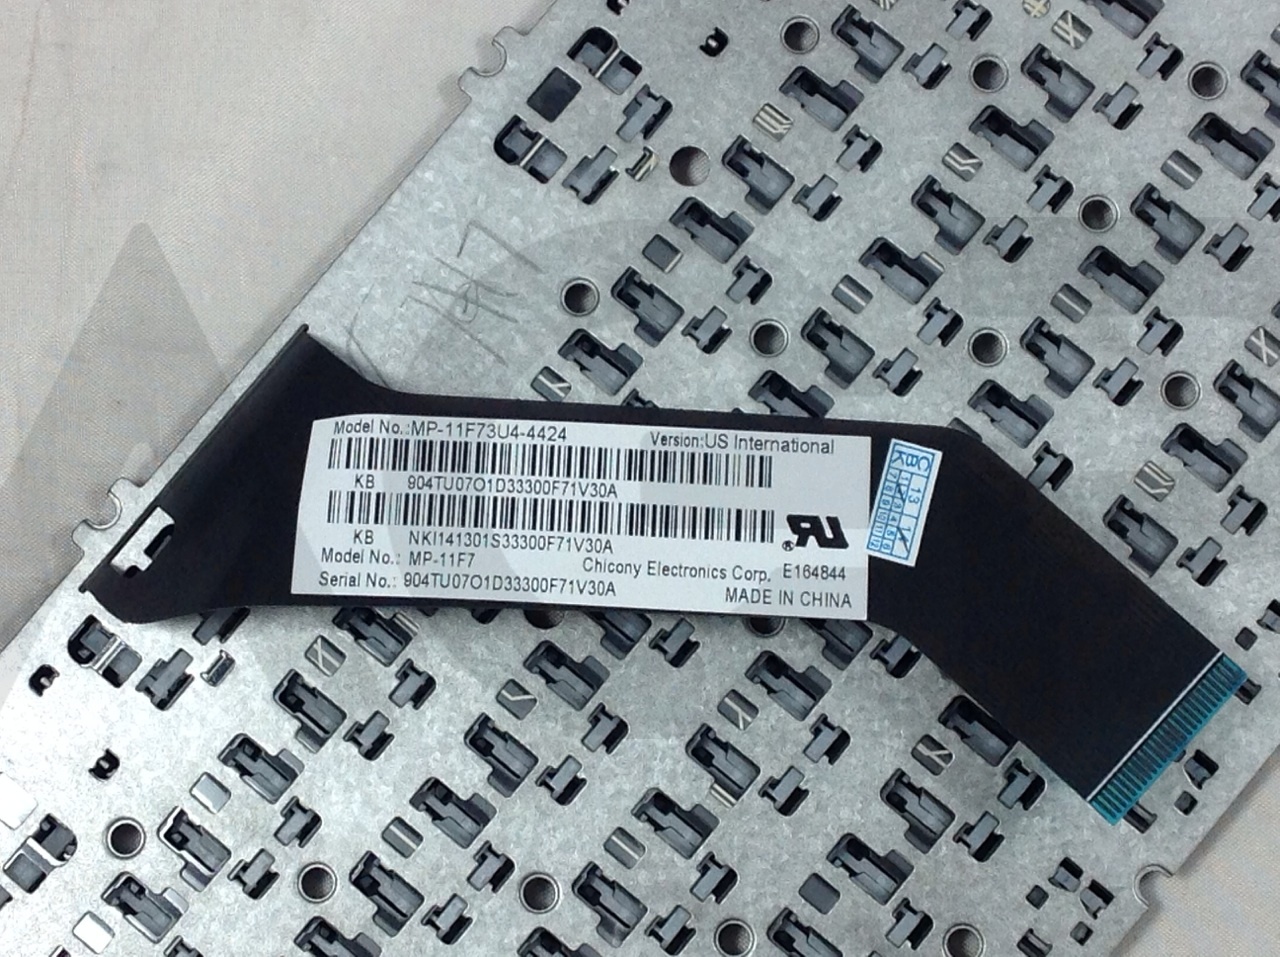 Model No.:MP-11F73U4-4424 Version:US International
KB 904TU07O1D33300F71V30A
KB NKI141301S33300F71V30A
Model No.: MP-11F7 Chicony Electronics Corp. E164844
Serial No.: 904TU07O1D33300F71V30A MADE IN CHINA